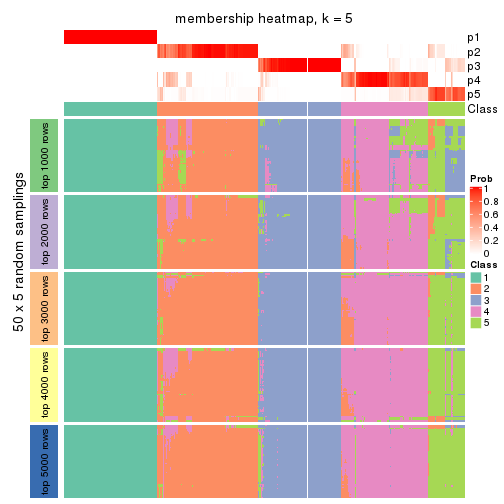 membership heatmap, k = 5
p1
p2
p3
p4
p5
Class
50 x 5 random samplings
top 1000 rows
top 2000 rows
top 3000 rows
top 4000 rows
top 5000 rows
Prob
1
0.8
0.6
0.4
0.2
0
Class
1
2
3
4
5